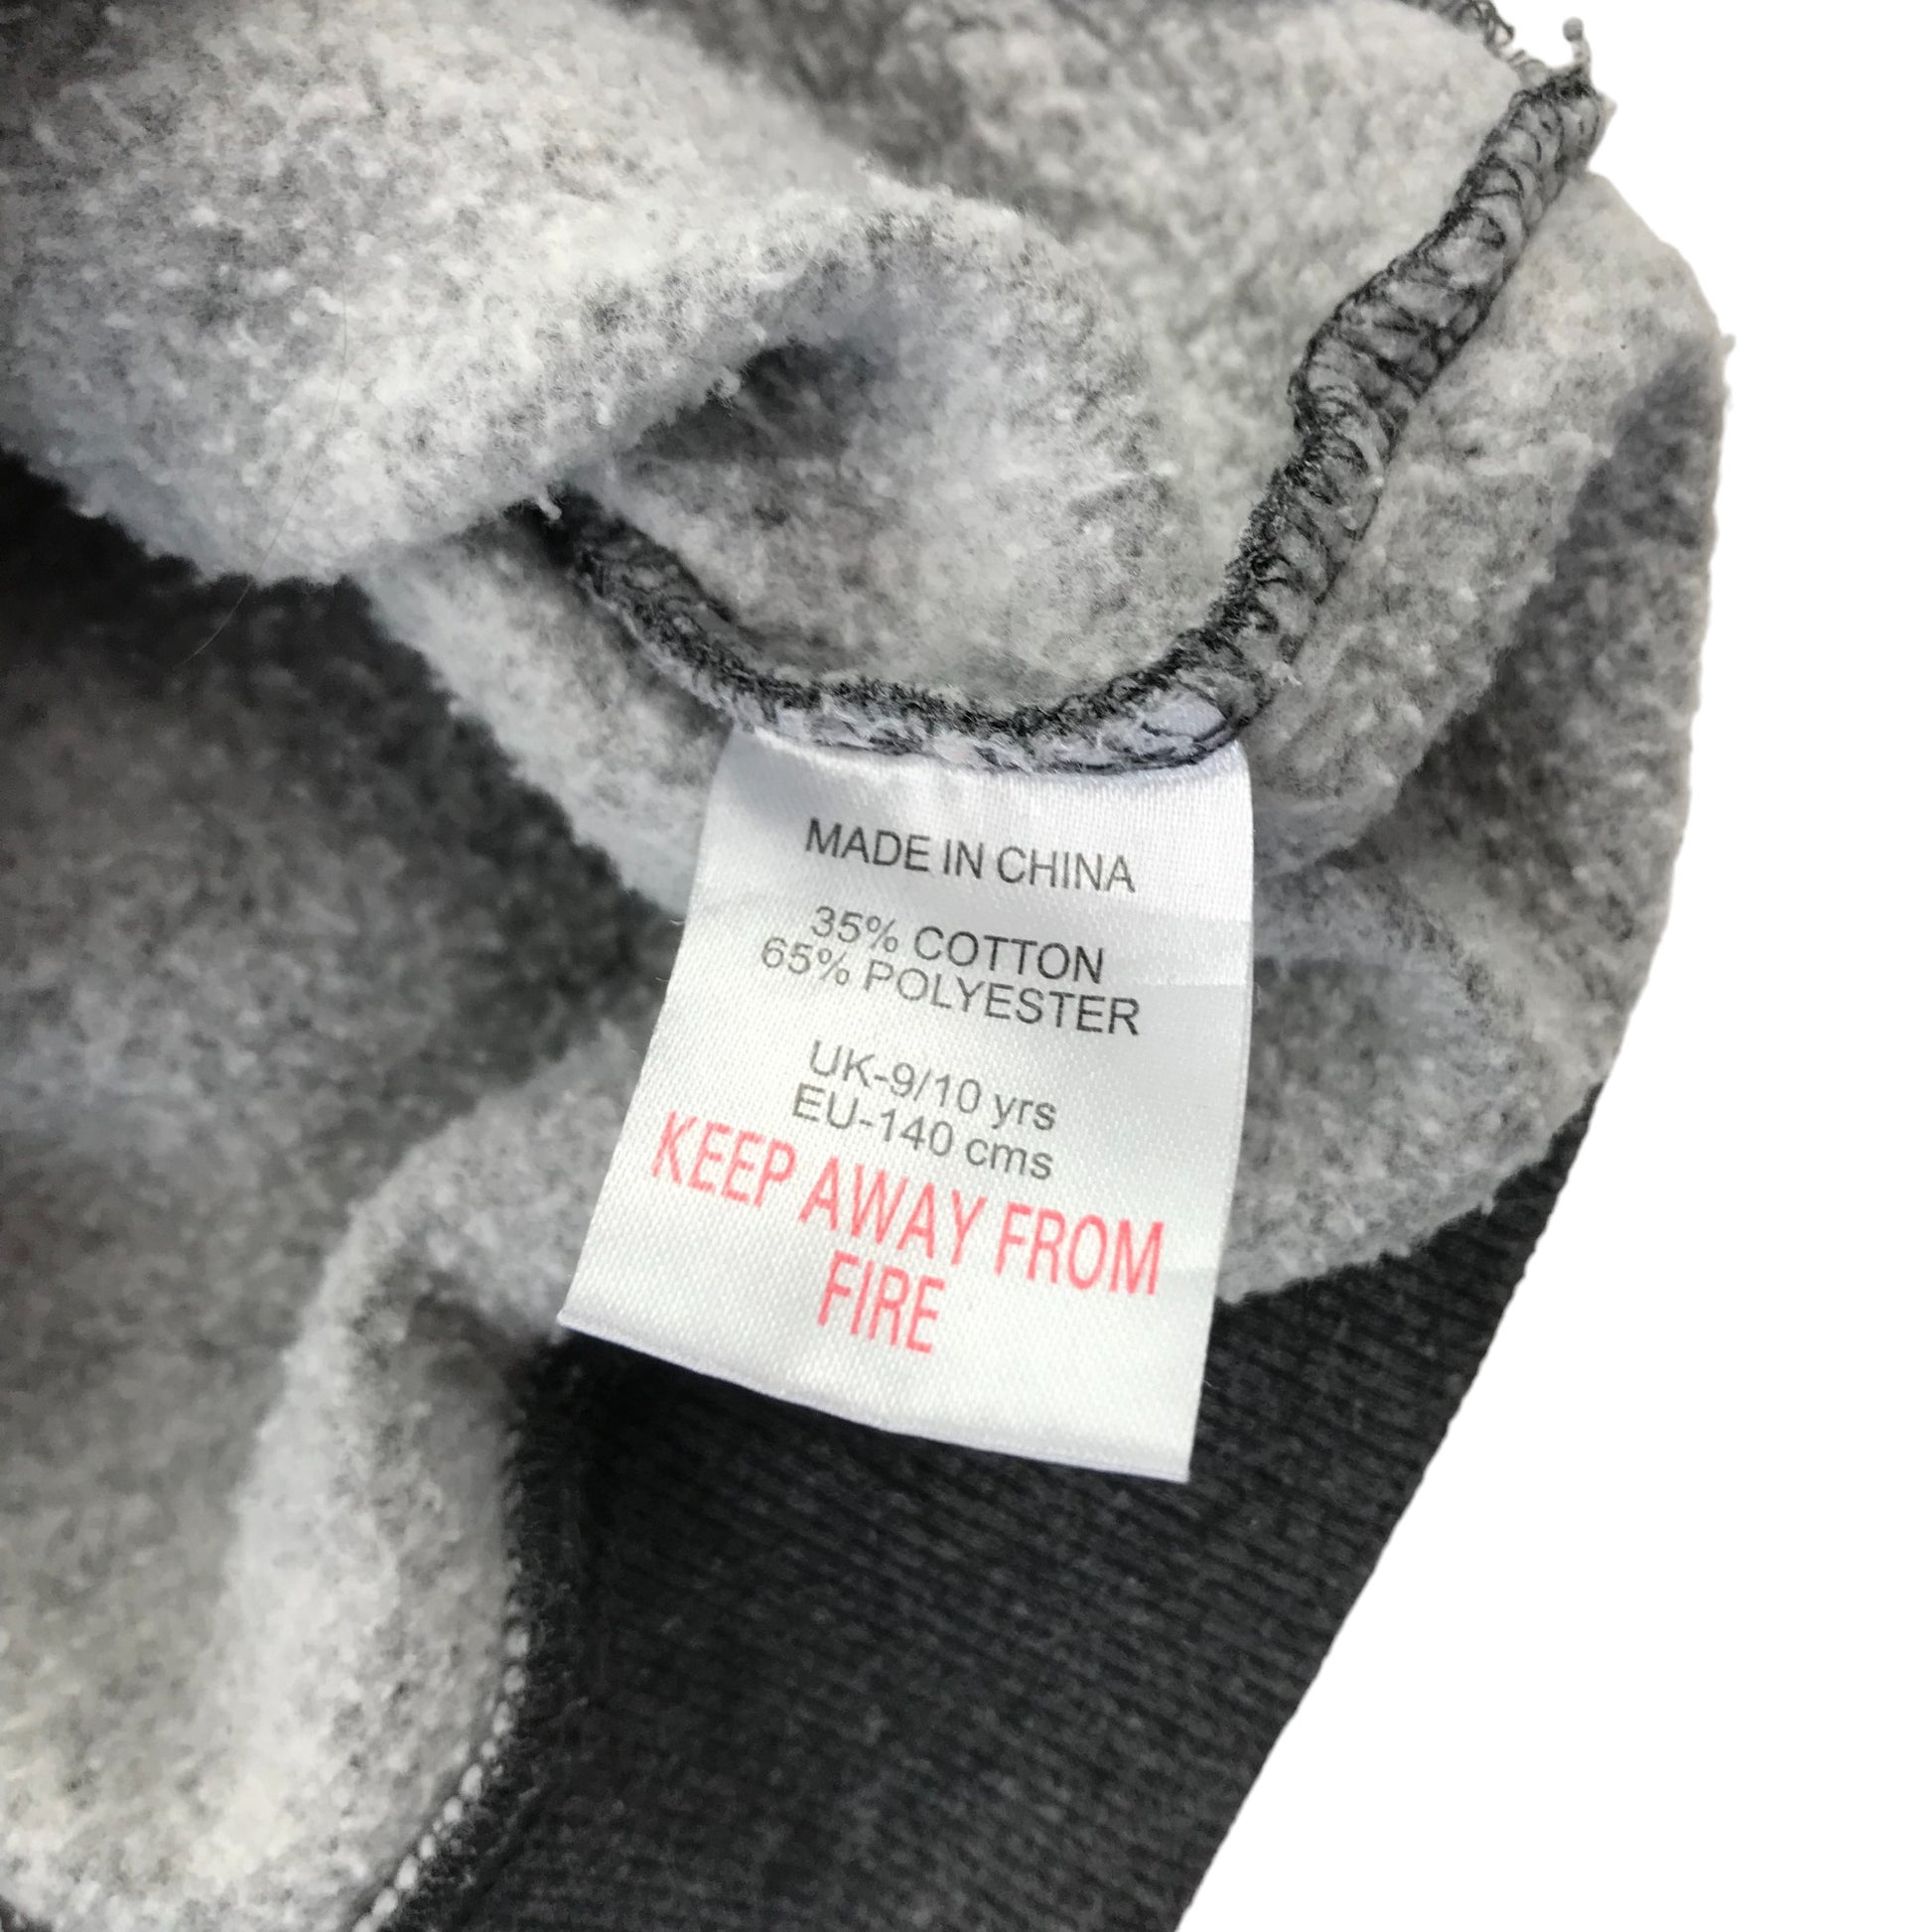 MADE IN CHINA
35% COTTON
65% POLYESTER
UK-9/10 yrs
EU-140 cms
KEEP AWAY FROM
FIRE